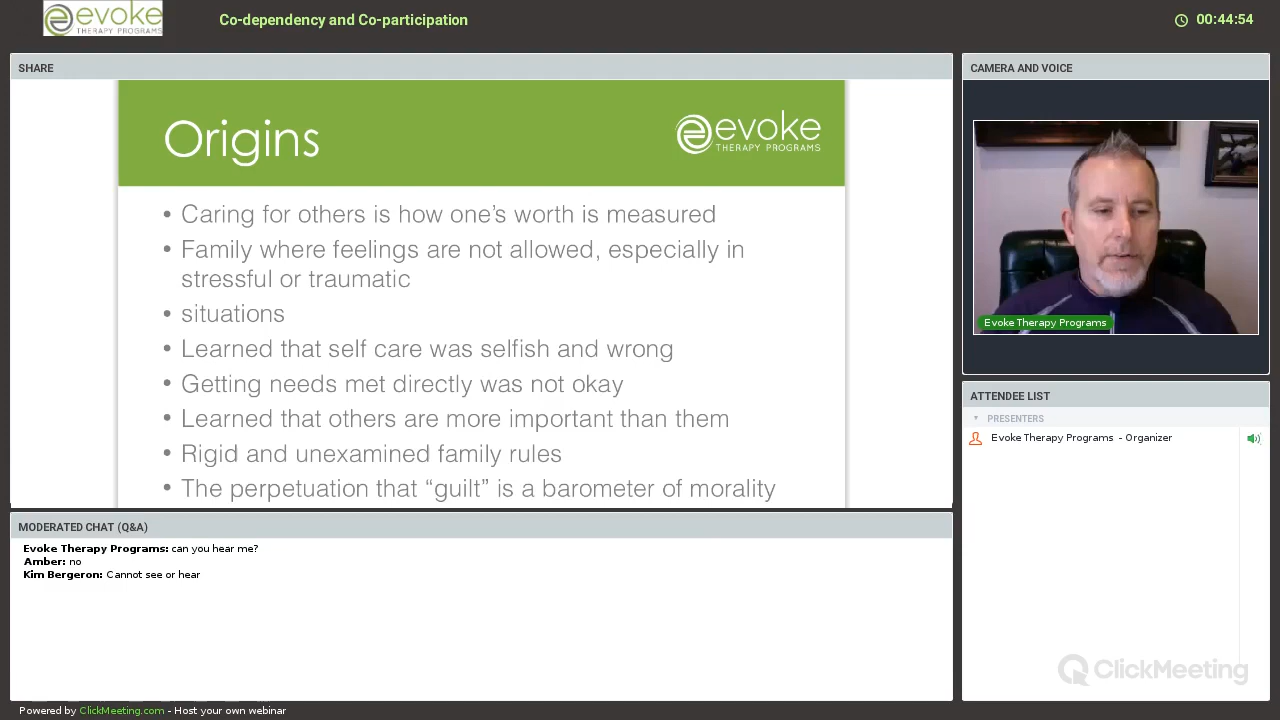 evoke
THERAPY PROGRAMS
Co-dependency and Co-participation
00:44:54
SHARE
Origins
evoke
THERAPY PROGRAMS
• Caring for others is how one's worth is measured
• Family where feelings are not allowed, especially in
stressful or traumatic
• situations
• Learned that self care was selfish and wrong
• Getting needs met directly was not okay
• Learned that others are more important than them
• Rigid and unexamined family rules
• The perpetuation that “guilt” is a barometer of morality
CAMERA AND VOICE
Evoke Therapy Programs
ATTENDEE LIST
PRESENTERS
Evoke Therapy Programs - Organizer
MODERATED CHAT (Q&A)
Evoke Therapy Programs: can you hear me?
Amber: no
Kim Bergeron: Cannot see or hear
ClickMeeting
Powered by ClickMeeting.com - Host your own webinar